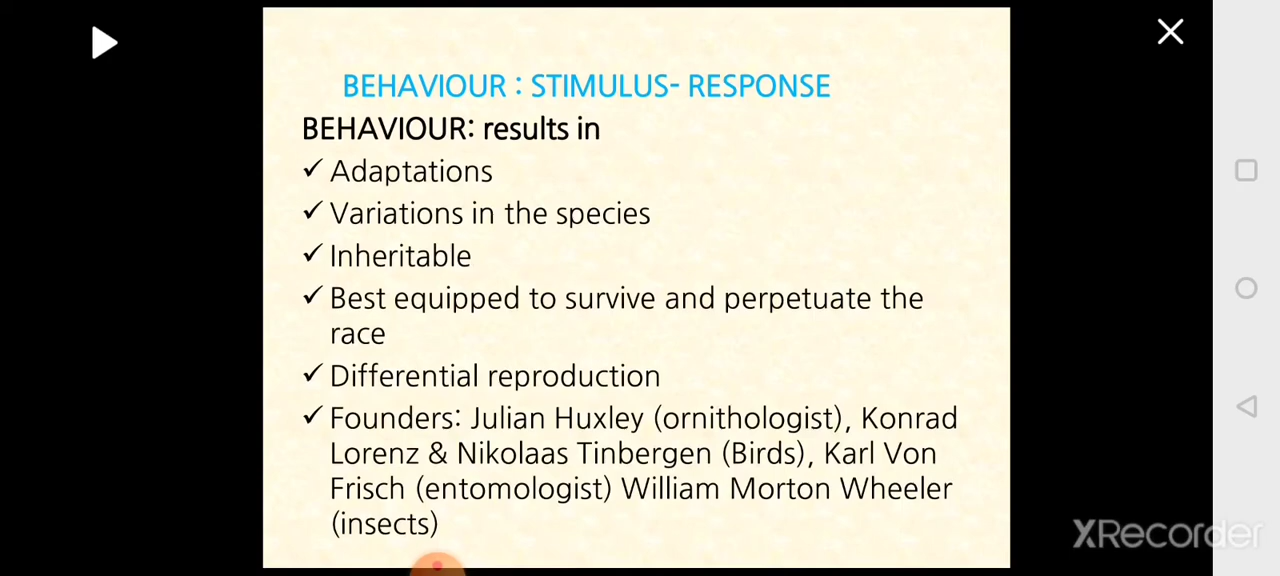 BEHAVIOUR : STIMULUS- RESPONSE
BEHAVIOUR: results in
✓ Adaptations
✓ Variations in the species
✓ Inheritable
✓ Best equipped to survive and perpetuate the
race
✓ Differential reproduction
✓ Founders: Julian Huxley (ornithologist), Konrad
Lorenz & Nikolaas Tinbergen (Birds), Karl Von
Frisch (entomologist) William Morton Wheeler
(insects)
XRecorder